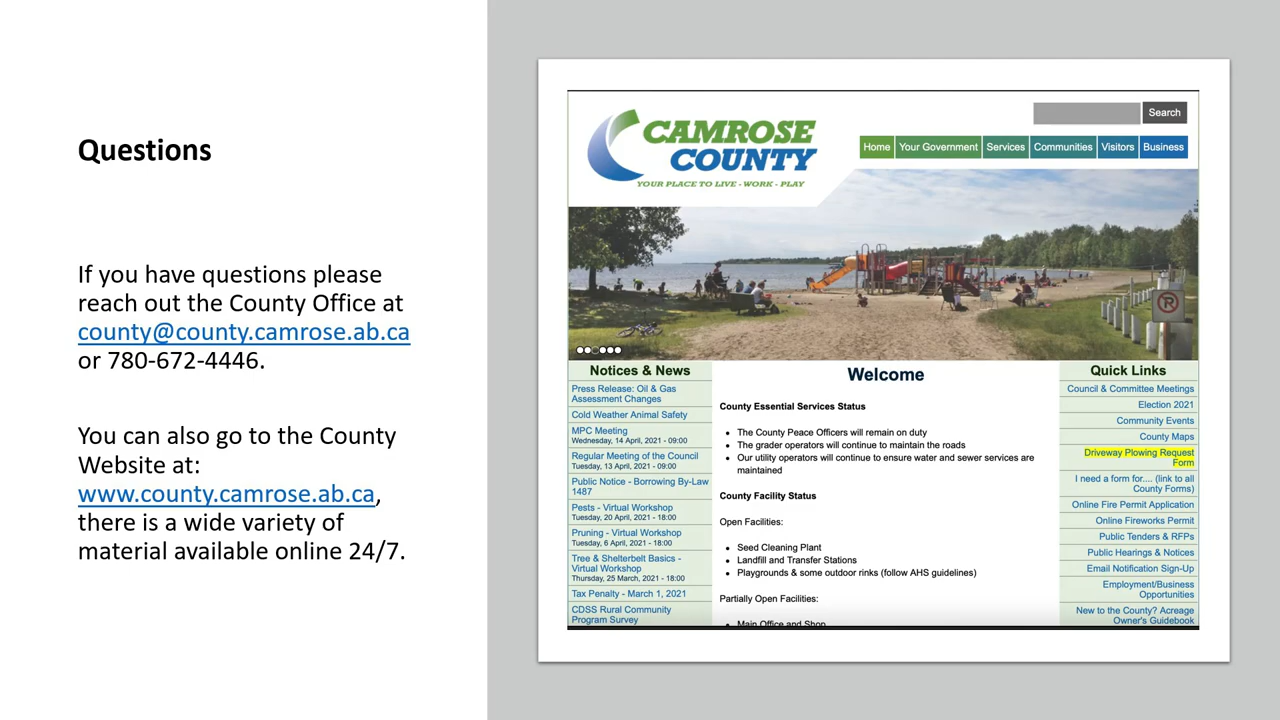 Questions
If you have questions please
reach out the County Office at
county@county.camrose.ab.ca
or 780-672-4446.
You can also go to the County
Website at:
www.county.camrose.ab.ca,
there is a wide variety of
material available online 24/7.
CAMROSE
COUNTY
YOUR PLACE TO LIVE - WORK - PLAY
Search
Home Your Government Services Communities Visitors Business
Notices & News
Press Release: Oil & Gas
Assessment Changes
Cold Weather Animal Safety
MPC Meeting
Wednesday, 14 April, 2021 - 09:00
Regular Meeting of the Council
Tuesday, 13 April, 2021 - 09:00
Public Notice - Borrowing By-Law
1487
Pests - Virtual Workshop
Tuesday, 20 April, 2021 - 18:00
Pruning - Virtual Workshop
Tuesday, 6 April, 2021 - 18:00
Tree & Shelterbelt Basics -
Virtual Workshop
Thursday, 25 March, 2021 - 18:00
Tax Penalty - March 1, 2021
CDSS Rural Community
Program Survey
Welcome
County Essential Services Status
• The County Peace Officers will remain on duty
• The grader operators will continue to maintain the roads
• Our utility operators will continue to ensure water and sewer services are
maintained
County Facility Status
Open Facilities:
• Seed Cleaning Plant
• Landfill and Transfer Stations
• Playgrounds & some outdoor rinks (follow AHS guidelines)
Partially Open Facilities:
• Main Office and Shop
Quick Links
Council & Committee Meetings
Election 2021
Community Events
County Maps
Driveway Plowing Request
Form
I need a form for.... (link to all
County Forms)
Online Fire Permit Application
Online Fireworks Permit
Public Tenders & RFPs
Public Hearings & Notices
Email Notification Sign-Up
Employment/Business
Opportunities
New to the County? Acreage
Owner's Guidebook